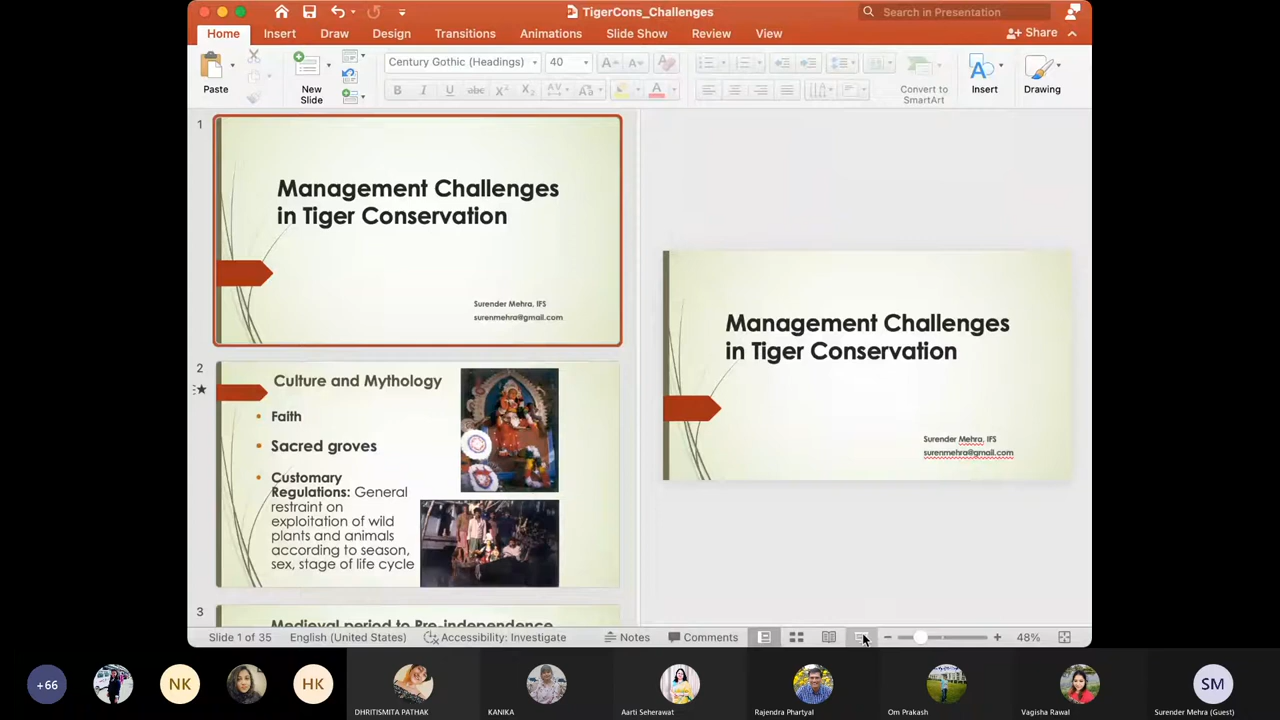 TigerCons_Challenges
Search in Presentation
Home Insert Draw Design Transitions Animations Slide Show Review View
Share
Paste
New
Slide
Century Gothic (Headings) 40
Convert to
SmartArt
Insert
Drawing
1
Management Challenges
in Tiger Conservation
Surender Mehra, IFS
surenmehra@gmail.com
2
Culture and Mythology
• Faith
• Sacred groves
• Customary
Regulations: General
restraint on
exploitation of wild
plants and animals
according to season,
sex, stage of life cycle
3
Medieval period to Pre-independence
Management Challenges
in Tiger Conservation
Surender Mehra, IFS
surenmehra@gmail.com
Slide 1 of 35 English (United States) Accessibility: Investigate Notes Comments 48%
+66
NK
HK
SM
DHRITISMITA PATHAK
KANIKA
Aarti Seherawat
Rajendra Phartyal
Om Prakash
Vagisha Rawal
Surender Mehra (Guest)